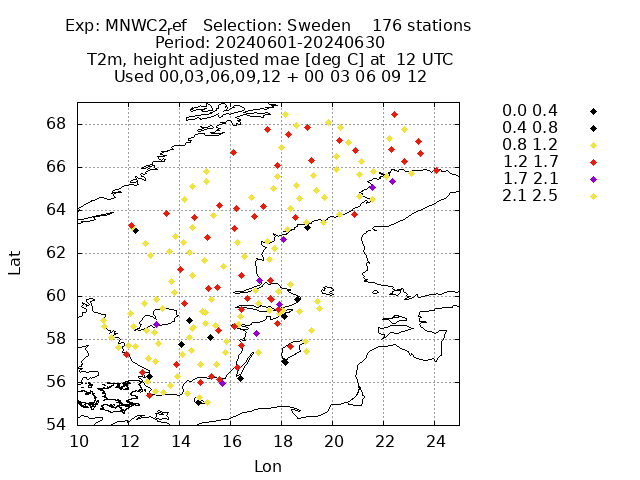 Exp: MNWC2ref Selection: Sweden 176 stations
Period: 20240601-20240630
T2m, height adjusted mae [deg C] at 12 UTC
Used 00,03,06,09,12 + 00 03 06 09 12
0.0 0.4
0.4 0.8
0.8 1.2
1.2 1.7
1.7 2.1
2.1 2.5
68
66
64
62
60
58
56
54
Lat
10 12 14 16 18 20 22 24
Lon